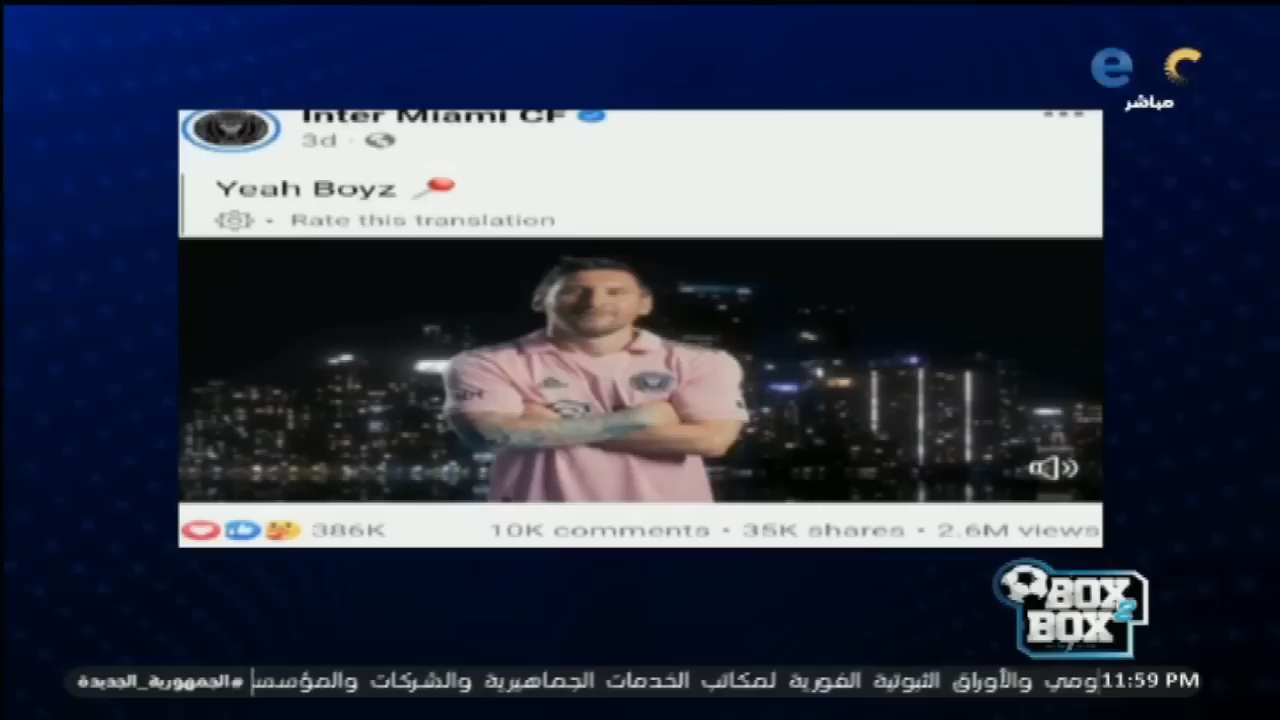 e
مباشر
Inter Miami CF
3d ·
Yeah Boyz
· Rate this translation
386K 10K comments · 35K shares · 2.6M views
BOX 2
BOX
11:59 PM
ومي والأوراق الثبوتية الفورية لمكاتب الخدمات الجماهيرية والشركات والمؤسس
#الجمهورية_الجديدة